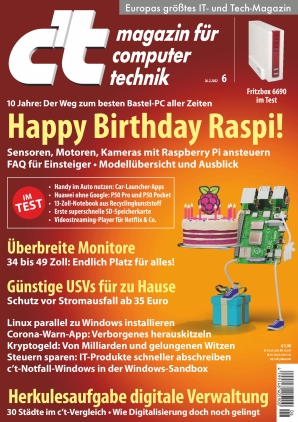 Europas größtes IT- und Tech-Magazin
c't magazin für
computer
technik
26.2.2022 6
Fritzbox 6690
im Test
10 Jahre: Der Weg zum besten Bastel-PC aller Zeiten
Happy Birthday Raspi!
Sensoren, Motoren, Kameras mit Raspberry Pi ansteuern
FAQ für Einsteiger • Modellübersicht und Ausblick
IM
TEST
• Handy im Auto nutzen: Car-Launcher-Apps
• Huawei ohne Google: P50 Pro und P50 Pocket
• 13-Zoll-Notebook aus Recyclingkunststoff
• Erste superschnelle SD-Speicherkarte
• Videostreaming-Player für Netflix & Co.
Überbreite Monitore
34 bis 49 Zoll: Endlich Platz für alles!
Günstige USVs für zu Hause
Schutz vor Stromausfall ab 35 Euro
Linux parallel zu Windows installieren
Corona-Warn-App: Verborgenes herauskitzeln
Kryptogeld: Von Milliarden und gelungenen Witzen
Steuern sparen: IT-Produkte schneller abschreiben
c't-Notfall-Windows in der Windows-Sandbox
€ 5,90
Herkulesaufgabe digitale Verwaltung
30 Städte im c't-Vergleich • Wie Digitalisierung doch noch gelingt